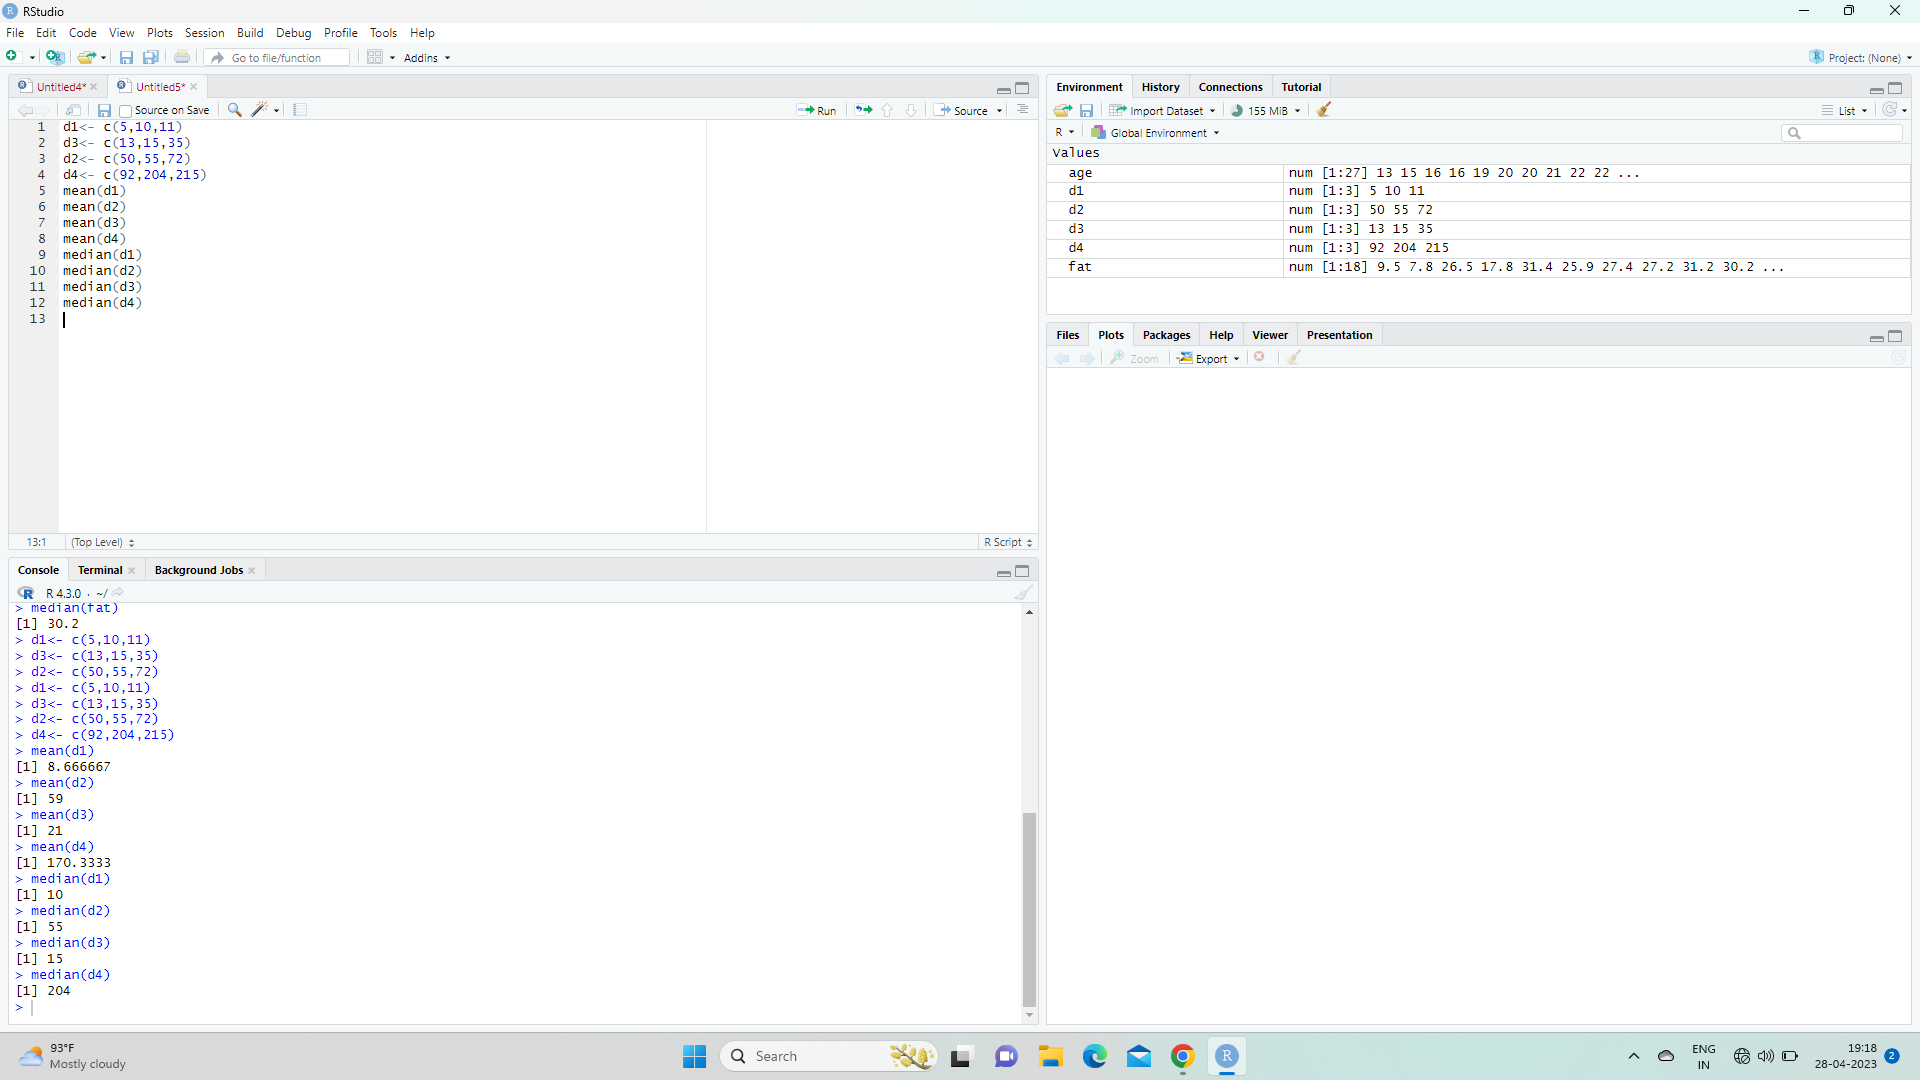 RStudio
File Edit Code View Plots Session Build Debug Profile Tools Help
Go to file/function Addins Project: (None)
Untitled4* Untitled5*
Source on Save Run Source
1 d1<- c(5,10,11)
2 d3<- c(13,15,35)
3 d2<- c(50,55,72)
4 d4<- c(92,204,215)
5 mean(d1)
6 mean(d2)
7 mean(d3)
8 mean(d4)
9 median(d1)
10 median(d2)
11 median(d3)
12 median(d4)
13
13:1 (Top Level) R Script
Console Terminal Background Jobs
R 4.3.0 · ~/
> median(fat)
[1] 30.2
> d1<- c(5,10,11)
> d3<- c(13,15,35)
> d2<- c(50,55,72)
> d1<- c(5,10,11)
> d3<- c(13,15,35)
> d2<- c(50,55,72)
> d4<- c(92,204,215)
> mean(d1)
[1] 8.666667
> mean(d2)
[1] 59
> mean(d3)
[1] 21
> mean(d4)
[1] 170.3333
> median(d1)
[1] 10
> median(d2)
[1] 55
> median(d3)
[1] 15
> median(d4)
[1] 204
>
Environment History Connections Tutorial
Import Dataset 155 MiB List
R Global Environment
Values
age num [1:27] 13 15 16 16 19 20 20 21 22 22 ...
d1 num [1:3] 5 10 11
d2 num [1:3] 50 55 72
d3 num [1:3] 13 15 35
d4 num [1:3] 92 204 215
fat num [1:18] 9.5 7.8 26.5 17.8 31.4 25.9 27.4 27.2 31.2 30.2 ...
Files Plots Packages Help Viewer Presentation
Zoom Export
93°F
Mostly cloudy
Search
ENG
IN
19:18
28-04-2023
2